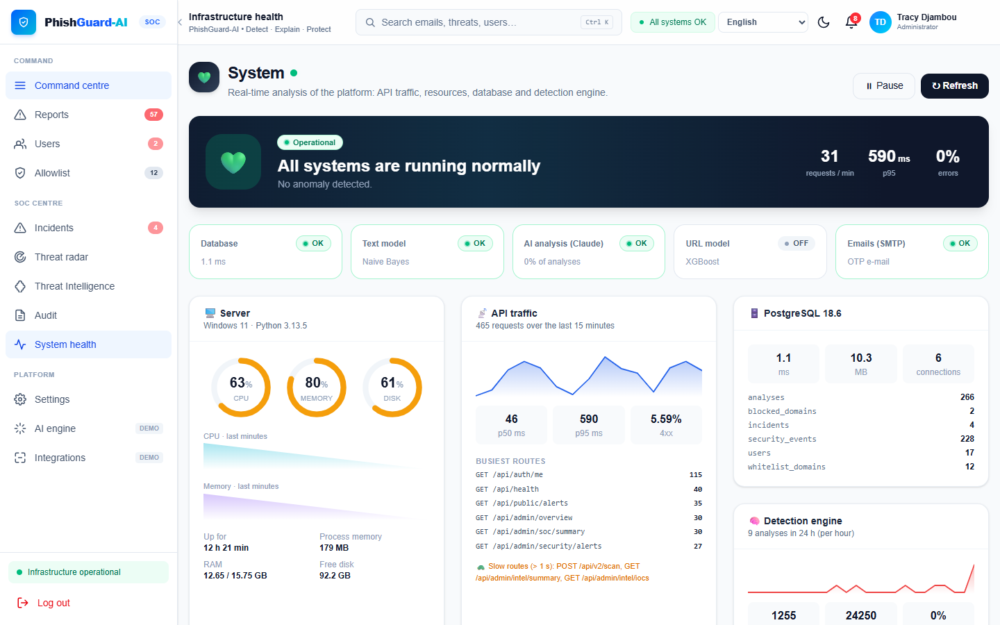 PhishGuard-AI
SOC
COMMAND
Command centre
Reports 57
Users 2
Allowlist 12
SOC CENTRE
Incidents 4
Threat radar
Threat Intelligence
Audit
System health
PLATFORM
Settings
AI engine DEMO
Integrations DEMO
Infrastructure operational
Log out
Infrastructure health
PhishGuard-AI • Detect · Explain · Protect
Search emails, threats, users...
Ctrl K
All systems OK
English
8
TD
Tracy Djambou
Administrator
System
Real-time analysis of the platform: API traffic, resources, database and detection engine.
Pause
Refresh
Operational
All systems are running normally
No anomaly detected.
31
requests / min
590 ms
p95
0%
errors
Database OK
1.1 ms
Text model OK
Naive Bayes
AI analysis (Claude) OK
0% of analyses
URL model OFF
XGBoost
Emails (SMTP) OK
OTP e-mail
Server
Windows 11 · Python 3.13.5
63%
CPU
80%
MEMORY
61%
DISK
CPU · last minutes
Memory · last minutes
Up for
12 h 21 min
Process memory
179 MB
RAM
12.65 / 15.75 GB
Free disk
92.2 GB
API traffic
465 requests over the last 15 minutes
46
p50 ms
590
p95 ms
5.59%
4xx
BUSIEST ROUTES
GET /api/auth/me 115
GET /api/health 40
GET /api/public/alerts 35
GET /api/admin/overview 30
GET /api/admin/soc/summary 30
GET /api/admin/security/alerts 27
Slow routes (> 1 s): POST /api/v2/scan, GET
/api/admin/intel/summary, GET /api/admin/intel/iocs
PostgreSQL 18.6
1.1
ms
10.3
MB
6
connections
analyses 266
blocked_domains 2
incidents 4
security_events 228
users 17
whitelist_domains 12
Detection engine
9 analyses in 24 h (per hour)
1255
24250
0%